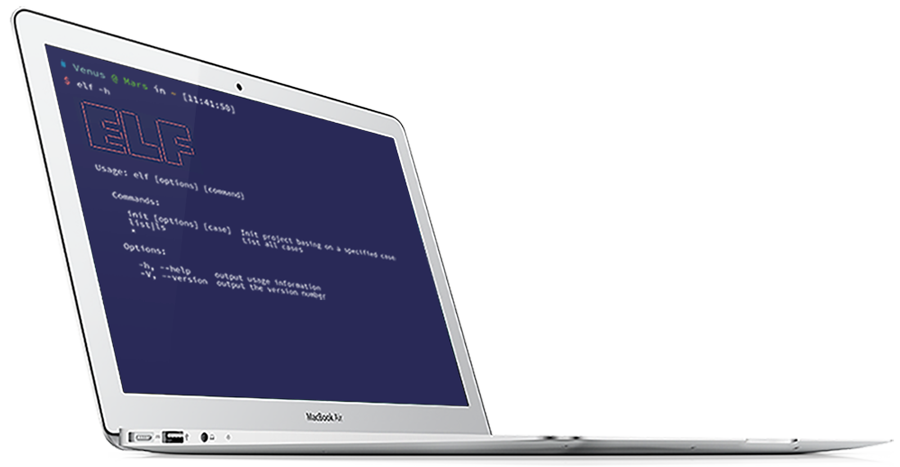 # Venus @ Mars in ~ [11:41:58]
$ elf -h
ELF
Usage: elf [options] [command]
Commands:
init [options] [case]  Init project basing on a specified case
list|ls  List all cases
*
Options:
-h, --help  output usage information
-V, --version  output the version number
MacBook Air